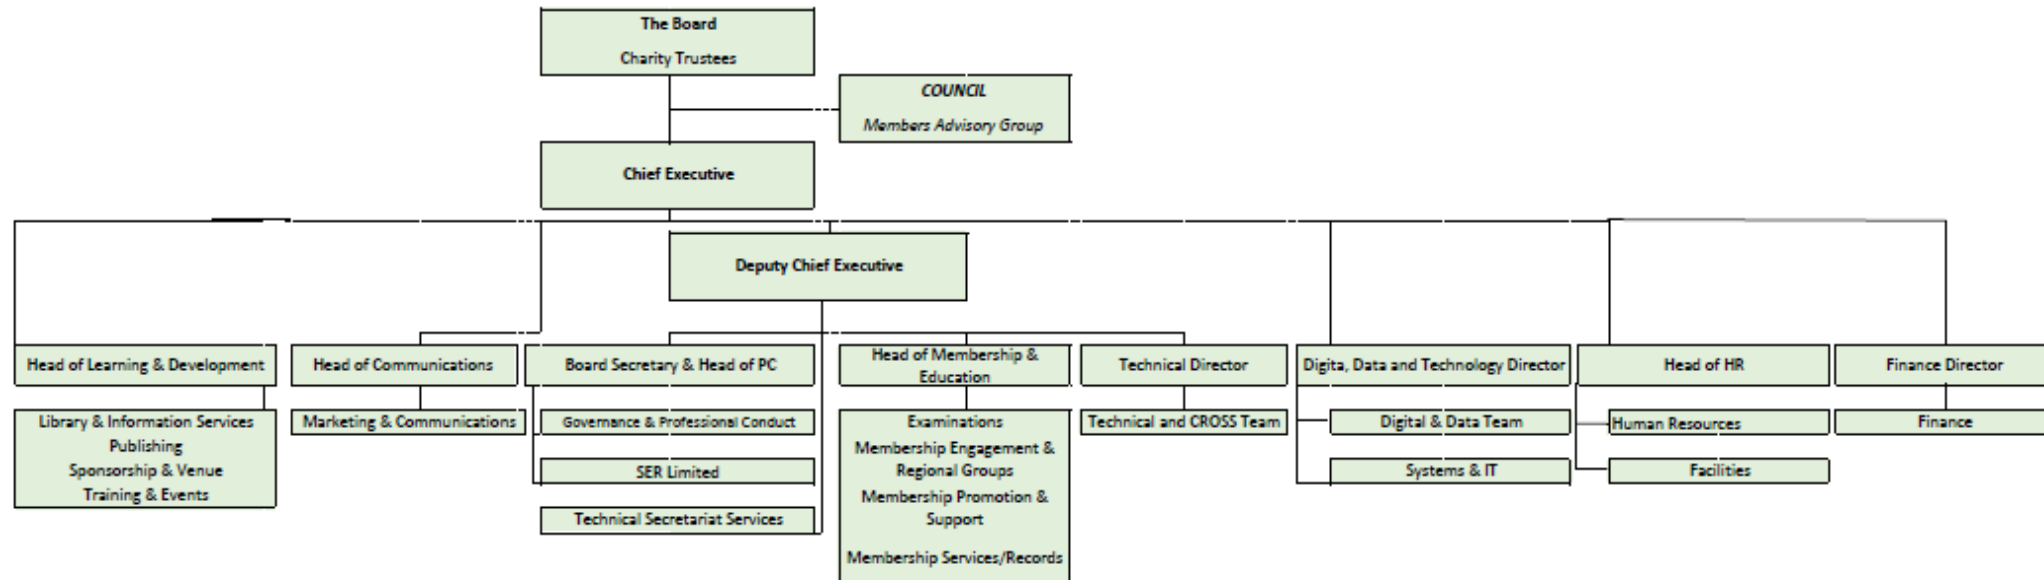 The Board
Charity Trustees
COUNCIL
Members Advisory Group
Chief Executive
Deputy Chief Executive
Head of Learning & Development
Head of Communications
Board Secretary & Head of PC
Head of Membership &
Education
Technical Director
Digita, Data and Technology Director
Head of HR
Finance Director
Library & Information Services
Publishing
Sponsorship & Venue
Training & Events
Marketing & Communications
Governance & Professional Conduct
SER Limited
Technical Secretariat Services
Examinations
Membership Engagement &
Regional Groups
Membership Promotion &
Support
Membership Services/Records
Technical and CROSS Team
Digital & Data Team
Systems & IT
Human Resources
Facilities
Finance